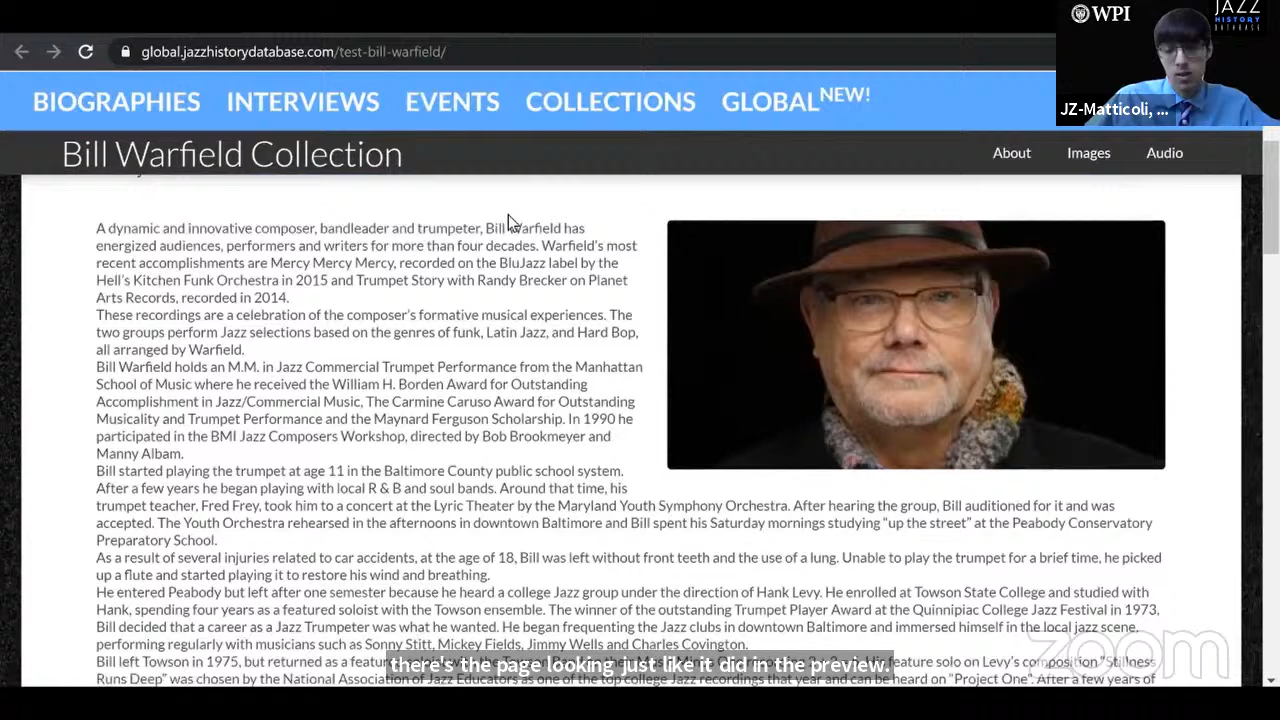 WPI
JAZZ
HISTORY
DATABASE
global.jazzhistorydatabase.com/test-bill-warfield/
BIOGRAPHIES INTERVIEWS EVENTS COLLECTIONS GLOBAL NEW!
JZ-Matticoli, ...
Bill Warfield Collection
About Images Audio
A dynamic and innovative composer, bandleader and trumpeter, Bill Warfield has
energized audiences, performers and writers for more than four decades. Warfield's most
recent accomplishments are Mercy Mercy Mercy, recorded on the BluJazz label by the
Hell's Kitchen Funk Orchestra in 2015 and Trumpet Story with Randy Brecker on Planet
Arts Records, recorded in 2014.
These recordings are a celebration of the composer's formative musical experiences. The
two groups perform Jazz selections based on the genres of funk, Latin Jazz, and Hard Bop,
all arranged by Warfield.
Bill Warfield holds an M.M. in Jazz Commercial Trumpet Performance from the Manhattan
School of Music where he received the William H. Borden Award for Outstanding
Accomplishment in Jazz/Commercial Music, The Carmine Caruso Award for Outstanding
Musicality and Trumpet Performance and the Maynard Ferguson Scholarship. In 1990 he
participated in the BMI Jazz Composers Workshop, directed by Bob Brookmeyer and
Manny Albam.
Bill started playing the trumpet at age 11 in the Baltimore County public school system.
After a few years he began playing with local R & B and soul bands. Around that time, his
trumpet teacher, Fred Frey, took him to a concert at the Lyric Theater by the Maryland Youth Symphony Orchestra. After hearing the group, Bill auditioned for it and was
accepted. The Youth Orchestra rehearsed in the afternoons in downtown Baltimore and Bill spent his Saturday mornings studying "up the street" at the Peabody Conservatory
Preparatory School.
As a result of several injuries related to car accidents, at the age of 18, Bill was left without front teeth and the use of a lung. Unable to play the trumpet for a brief time, he picked
up a flute and started playing it to restore his wind and breathing.
He entered Peabody but left after one semester because he heard a college Jazz group under the direction of Hank Levy. He enrolled at Towson State College and studied with
Hank, spending four years as a featured soloist with the Towson ensemble. The winner of the outstanding Trumpet Player Award at the Quinnipiac College Jazz Festival in 1973,
Bill decided that a career as a Jazz Trumpeter was what he wanted. He began frequenting the Jazz clubs in downtown Baltimore and immersed himself in the local jazz scene,
performing regularly with musicians such as Sonny Stitt, Mickey Fields, Jimmy Wells and Charles Covington.
Bill left Towson in 1975, but returned as a feature solo on Levy's composition "Stillness
there's the page looking just like it did in the preview.
Runs Deep" was chosen by the National Association of Jazz Educators as one of the top college Jazz recordings that year and can be heard on "Project One". After a few years of
zoom